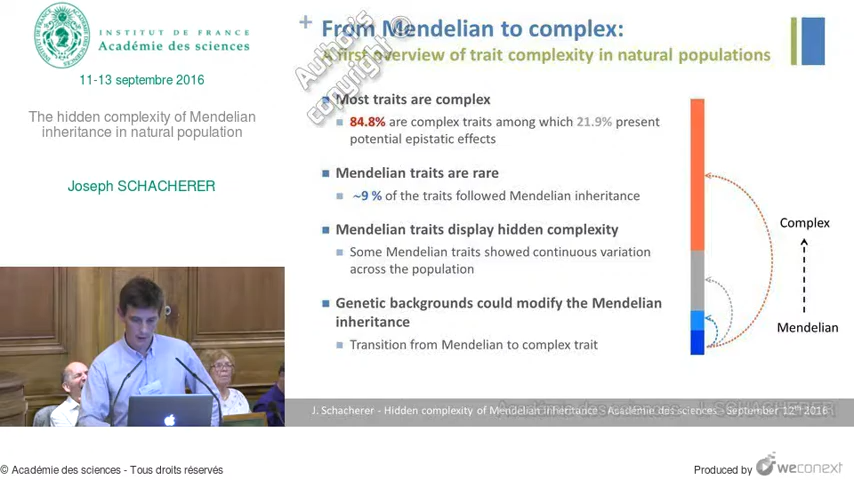 INSTITUT DE FRANCE
Académie des sciences
11-13 septembre 2016
The hidden complexity of Mendelian
inheritance in natural population
Joseph SCHACHERER
From Mendelian to complex:
A first overview of trait complexity in natural populations
Author's
copyright ©
Most traits are complex
84.8% are complex traits among which 21.9% present
potential epistatic effects
Mendelian traits are rare
~9 % of the traits followed Mendelian inheritance
Mendelian traits display hidden complexity
Some Mendelian traits showed continuous variation
across the population
Genetic backgrounds could modify the Mendelian
inheritance
Transition from Mendelian to complex trait
Complex
Mendelian
J. Schacherer - Hidden complexity of Mendelian inheritance - Académie des sciences - September 12th 2016
Académie des sciences - J. SCHACHERER
© Académie des sciences - Tous droits réservés
Produced by weconext